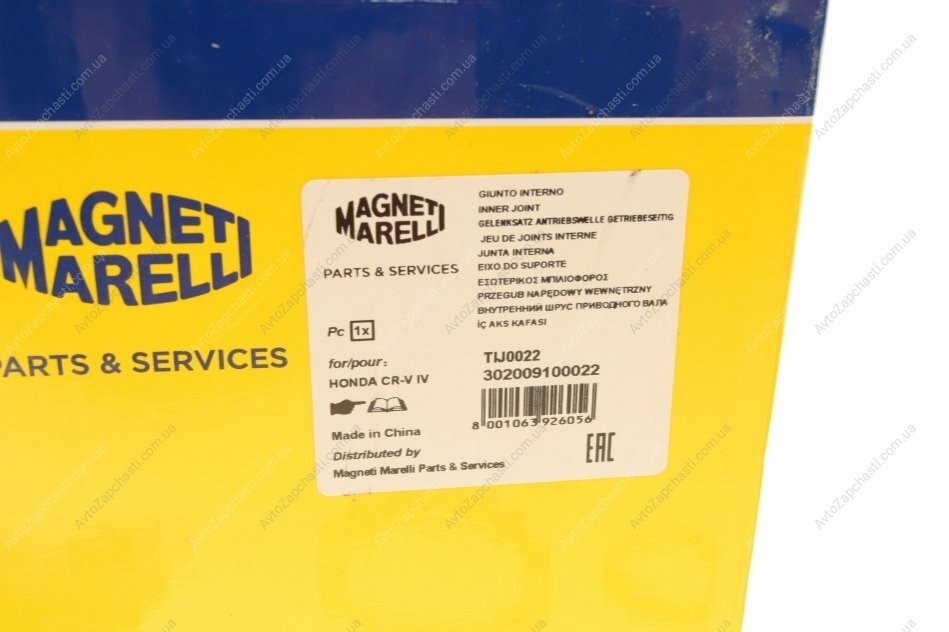 MAGNETI
MARELLI
PARTS & SERVICES
MAGNETI
MARELLI
PARTS & SERVICES
Pc 1x
for/pour:
HONDA CR-V IV
Made in China
Distributed by
Magneti Marelli Parts & Services
GIUNTO INTERNO
INNER JOINT
GELENKSATZ ANTRIEBSWELLE GETRIEBESEITIG
JEU DE JOINTS INTERNE
JUNTA INTERNA
EIXO DO SUPORTE
ΕΣΩΤΕΡΙΚΟΣ ΜΠΙΛΙΟΦΟΡΟΣ
PRZEGUB NAPĘDOWY WEWNĘTRZNY
ВНУТРЕННИЙ ШРУС ПРИВОДНОГО ВАЛА
İÇ AKS KAFASI
TIJ0022
302009100022
8 001063 926056
EAC
AvtoZapchasti.com.ua